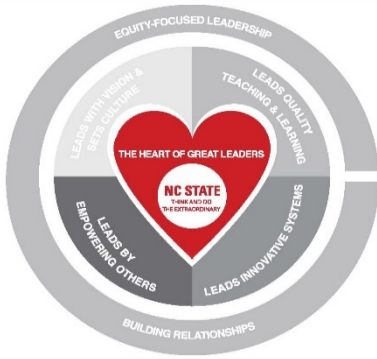 EQUITY-FOCUSED LEADERSHIP
LEADS WITH VISION &
SETS CULTURE
LEADS QUALITY
TEACHING & LEARNING
THE HEART OF GREAT LEADERS
NC STATE
THINK AND DO
THE EXTRAORDINARY
LEADS BY
EMPOWERING OTHERS
LEADS INNOVATIVE SYSTEMS
BUILDING RELATIONSHIPS